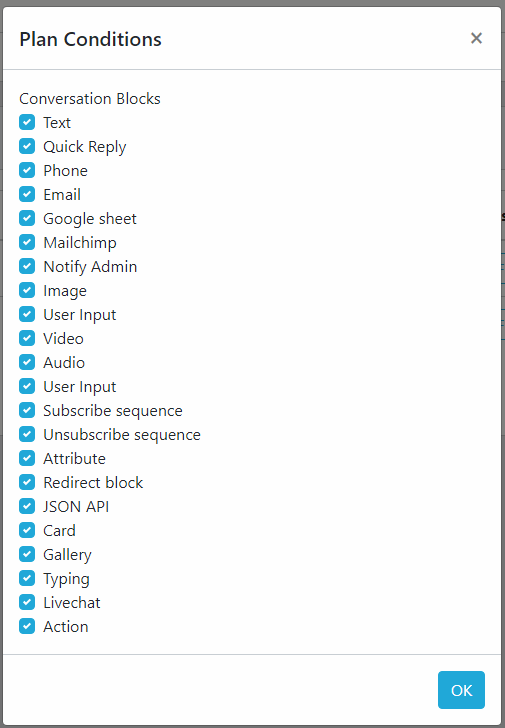 Plan Conditions
×
Conversation Blocks
Text
Quick Reply
Phone
Email
Google sheet
Mailchimp
Notify Admin
Image
User Input
Video
Audio
User Input
Subscribe sequence
Unsubscribe sequence
Attribute
Redirect block
JSON API
Card
Gallery
Typing
Livechat
Action
OK